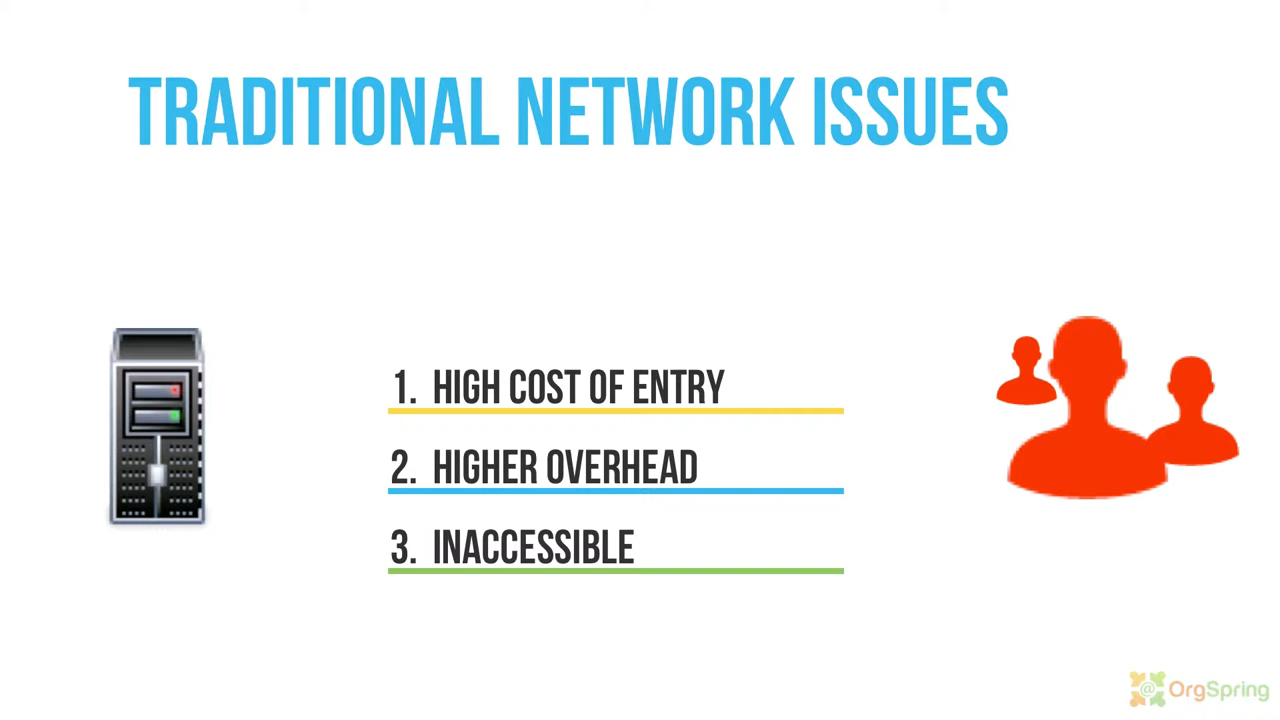 TRADITIONAL NETWORK ISSUES
1. HIGH COST OF ENTRY
2. HIGHER OVERHEAD
3. INACCESSIBLE
@ OrgSpring